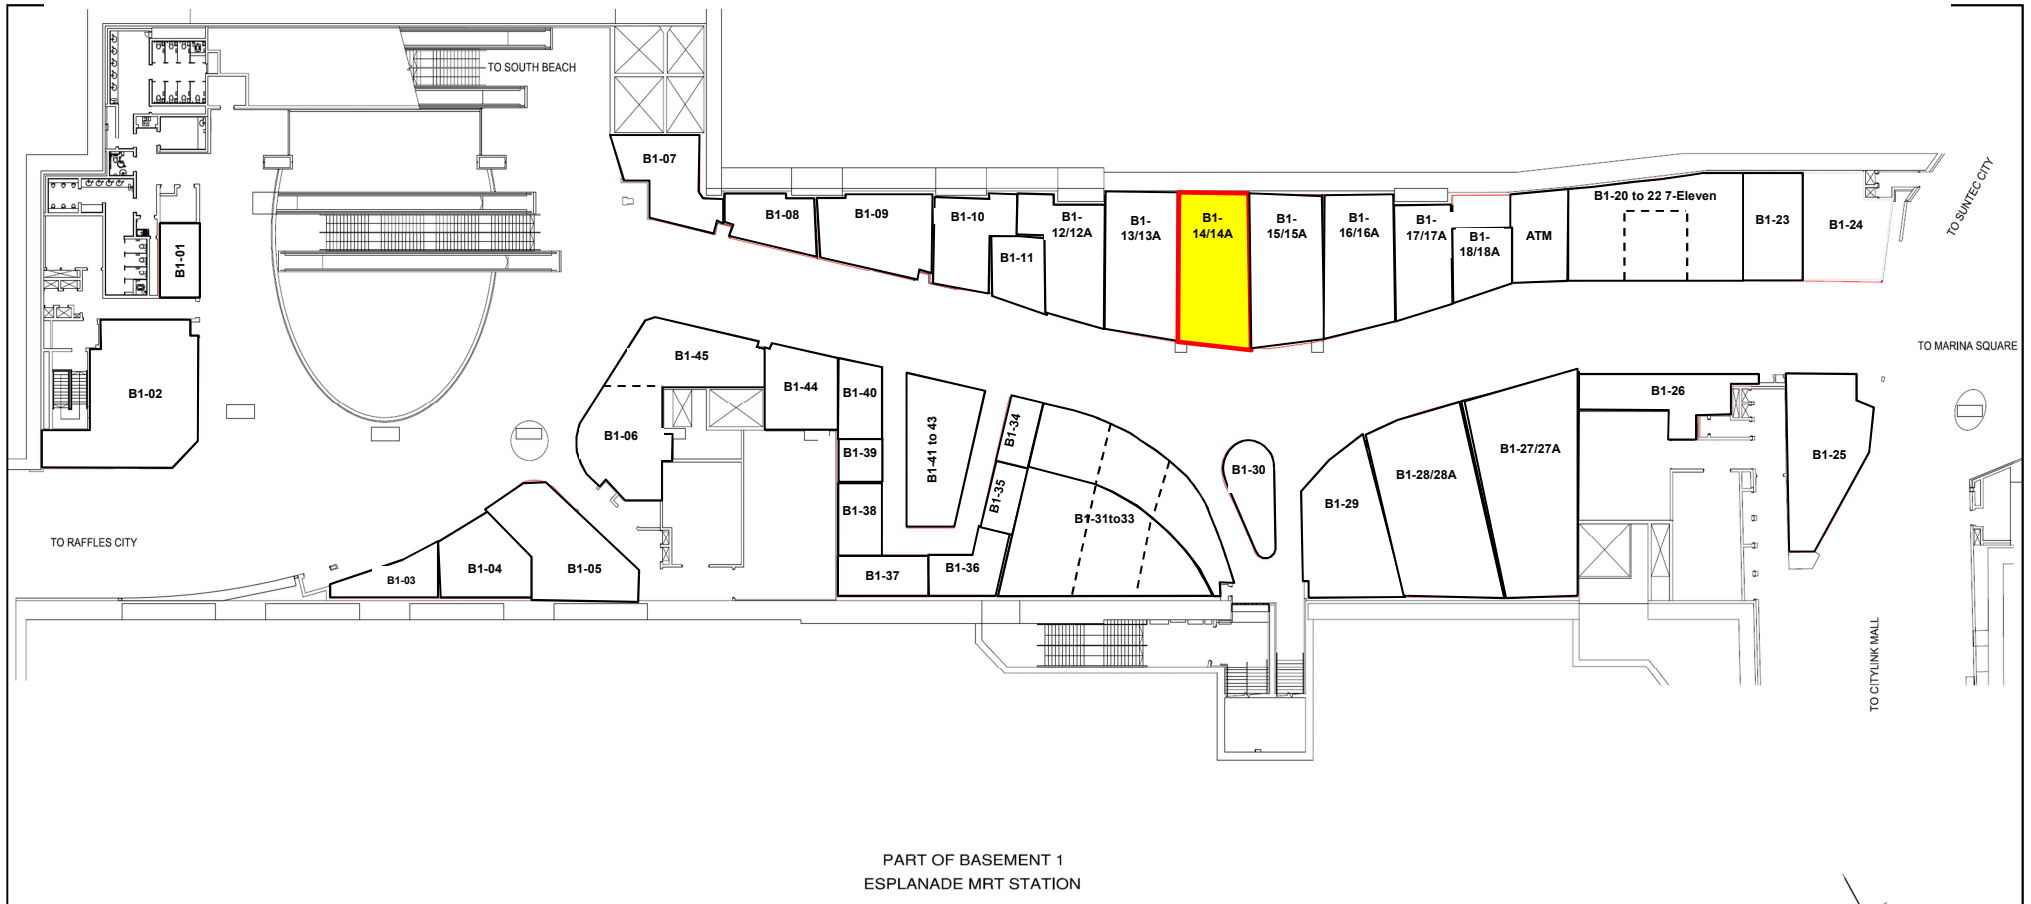 TO SOUTH BEACH
B1-07
B1-08
B1-09
B1-10
B1-11
B1-
12/12A
B1-
13/13A
B1-
14/14A
B1-
15/15A
B1-
16/16A
B1-
17/17A
B1-
18/18A
ATM
B1-20 to 22 7-Eleven
B1-23
B1-24
TO SUNTEC CITY
B1-01
B1-02
B1-45
B1-44
B1-40
B1-06
B1-39
B1-38
B1-41 to 43
B1-34
B1-35
B1-31to33
B1-30
B1-29
B1-28/28A
B1-27/27A
B1-26
B1-25
TO MARINA SQUARE
TO RAFFLES CITY
B1-03
B1-04
B1-05
B1-37
B1-36
TO CITYLINK MALL
PART OF BASEMENT 1
ESPLANADE MRT STATION